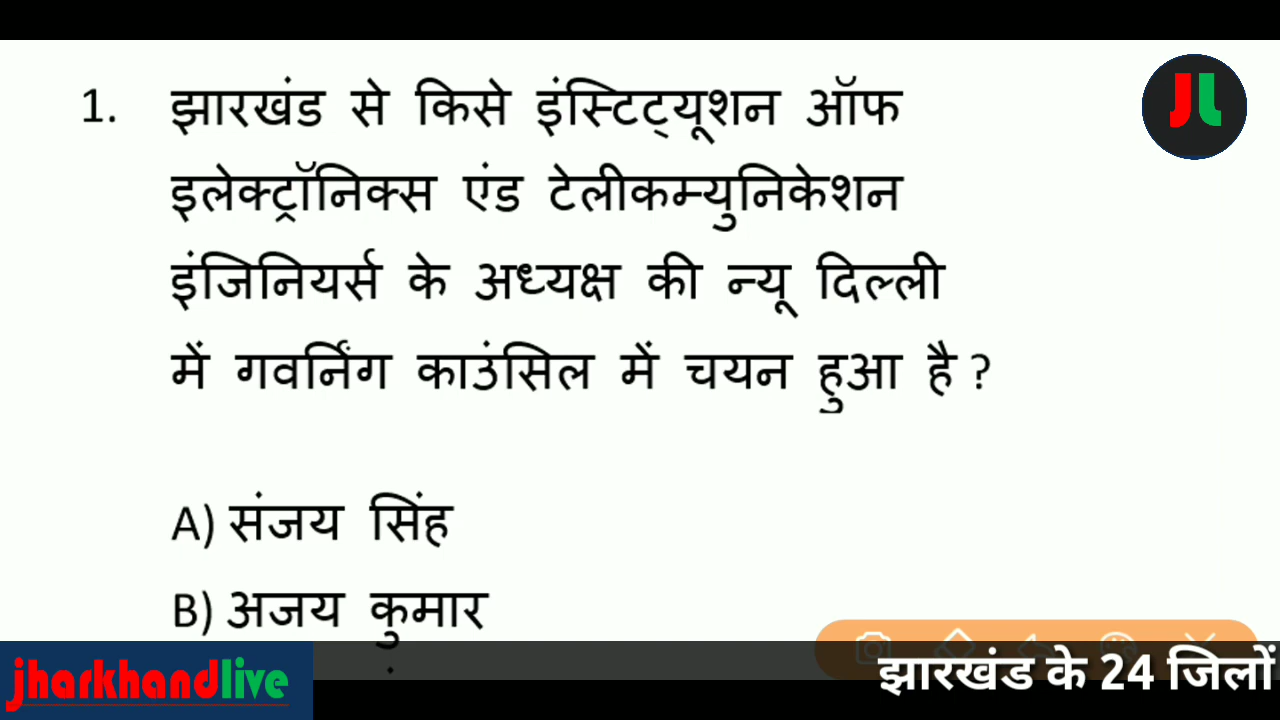 1. झारखंड से किसे इंस्टिट्यूशन ऑफ
इलेक्ट्रॉनिक्स एंड टेलीकम्युनिकेशन
इंजिनियर्स के अध्यक्ष की न्यू दिल्ली
में गवर्निंग काउंसिल में चयन हुआ है ?
A) संजय सिंह
B) अजय कुमार
JL
jharkhandlive
झारखंड के 24 जिलों